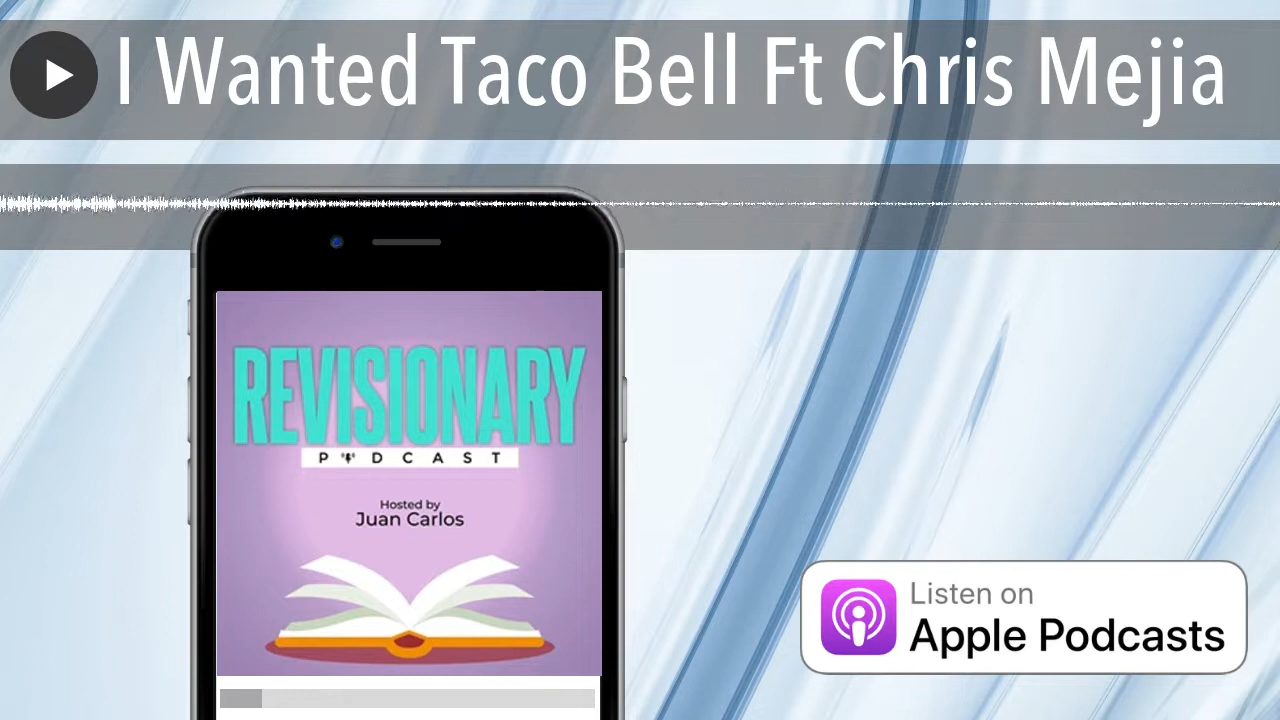 I Wanted Taco Bell Ft Chris Mejia
REVISIONARY
PODCAST
Hosted by
Juan Carlos
Listen on
Apple Podcasts